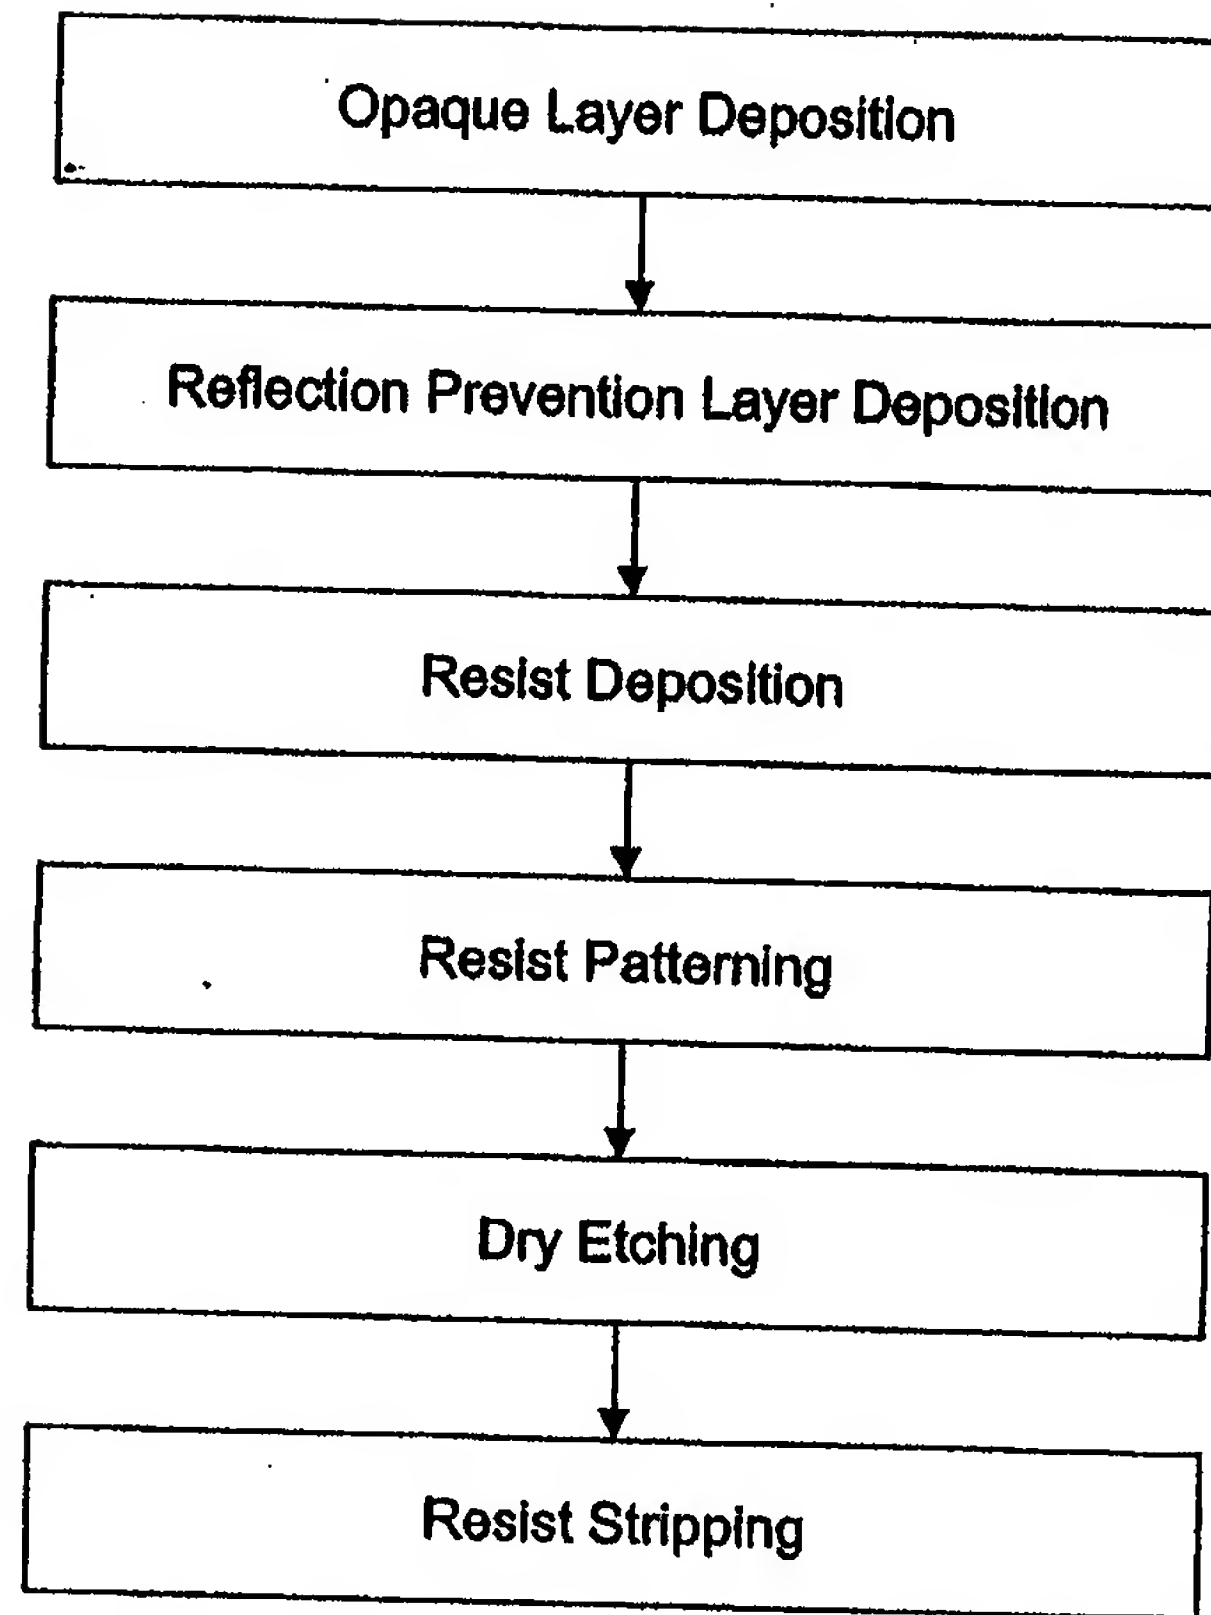 Opaque Layer Deposition
Reflection Prevention Layer Deposition
Resist Deposition
Resist Patterning
Dry Etching
Resist Stripping